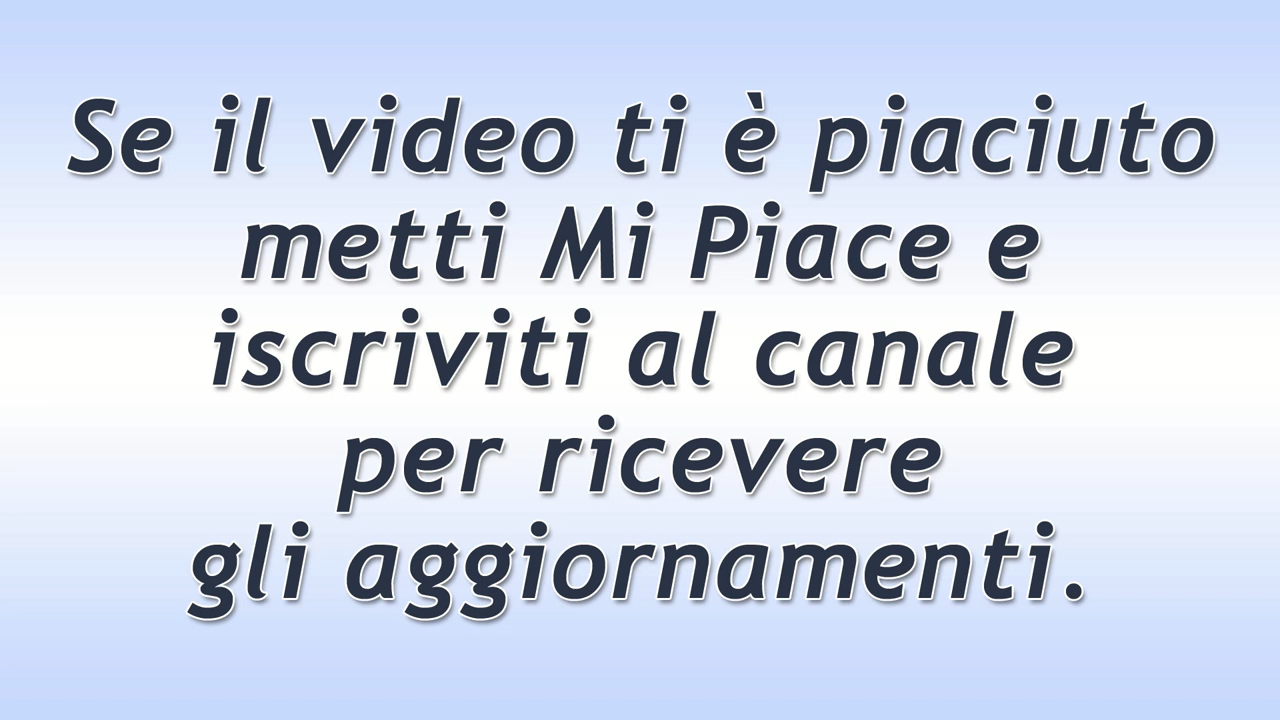 Se il video ti è piaciuto
metti Mi Piace e
iscriviti al canale
per ricevere
gli aggiornamenti.